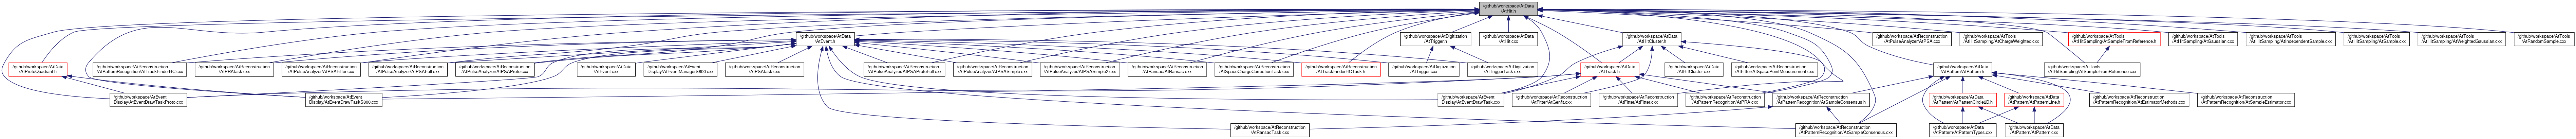 /github/workspace/AtData
/AtHit.h
/github/workspace/AtData
/AtEvent.h
/github/workspace/AtDigitization
/AtTrigger.h
/github/workspace/AtData
/AtHit.cxx
/github/workspace/AtData
/AtHitCluster.h
/github/workspace/AtReconstruction
/AtPulseAnalyzer/AtPSA.cxx
/github/workspace/AtTools
/AtHitSampling/AtChargeWeighted.cxx
/github/workspace/AtTools
/AtHitSampling/AtSampleFromReference.h
/github/workspace/AtTools
/AtHitSampling/AtGaussian.cxx
/github/workspace/AtTools
/AtHitSampling/AtIndependentSample.cxx
/github/workspace/AtTools
/AtHitSampling/AtSample.cxx
/github/workspace/AtTools
/AtHitSampling/AtWeightedGaussian.cxx
/github/workspace/AtTools
/AtRandomSample.cxx
/github/workspace/AtData
/AtProtoQuadrant.h
/github/workspace/AtReconstruction
/AtPatternRecognition/AtTrackFinderHC.cxx
/github/workspace/AtReconstruction
/AtPRAtask.cxx
/github/workspace/AtReconstruction
/AtPulseAnalyzer/AtPSAFilter.cxx
/github/workspace/AtReconstruction
/AtPulseAnalyzer/AtPSAFull.cxx
/github/workspace/AtReconstruction
/AtPulseAnalyzer/AtPSAProto.cxx
/github/workspace/AtData
/AtEvent.cxx
/github/workspace/AtEvent
Display/AtEventManagerS800.cxx
/github/workspace/AtReconstruction
/AtPSAtask.cxx
/github/workspace/AtReconstruction
/AtPulseAnalyzer/AtPSAProtoFull.cxx
/github/workspace/AtReconstruction
/AtPulseAnalyzer/AtPSASimple.cxx
/github/workspace/AtReconstruction
/AtPulseAnalyzer/AtPSASimple2.cxx
/github/workspace/AtReconstruction
/AtRansac/AtRansac.cxx
/github/workspace/AtReconstruction
/AtSpaceChargeCorrectionTask.cxx
/github/workspace/AtReconstruction
/AtTrackFinderHCTask.h
/github/workspace/AtDigitization
/AtTrigger.cxx
/github/workspace/AtDigitization
/AtTriggerTask.cxx
/github/workspace/AtData
/AtTrack.h
/github/workspace/AtData
/AtHitCluster.cxx
/github/workspace/AtReconstruction
/AtFitter/AtSpacePointMeasurement.cxx
/github/workspace/AtData
/AtPattern/AtPattern.h
/github/workspace/AtTools
/AtHitSampling/AtSampleFromReference.cxx
/github/workspace/AtEvent
Display/AtEventDrawTaskProto.cxx
/github/workspace/AtEvent
Display/AtEventDrawTaskS800.cxx
/github/workspace/AtEvent
Display/AtEventDrawTask.cxx
/github/workspace/AtReconstruction
/AtFitter/AtGenfit.cxx
/github/workspace/AtReconstruction
/AtFitter/AtFitter.cxx
/github/workspace/AtReconstruction
/AtPatternRecognition/AtPRA.cxx
/github/workspace/AtReconstruction
/AtPatternRecognition/AtSampleConsensus.h
/github/workspace/AtData
/AtPattern/AtPatternCircle2D.h
/github/workspace/AtData
/AtPattern/AtPatternLine.h
/github/workspace/AtReconstruction
/AtPatternRecognition/AtEstimatorMethods.cxx
/github/workspace/AtReconstruction
/AtPatternRecognition/AtSampleEstimator.cxx
/github/workspace/AtReconstruction
/AtRansacTask.cxx
/github/workspace/AtReconstruction
/AtPatternRecognition/AtSampleConsensus.cxx
/github/workspace/AtData
/AtPattern/AtPatternTypes.cxx
/github/workspace/AtData
/AtPattern/AtPattern.cxx